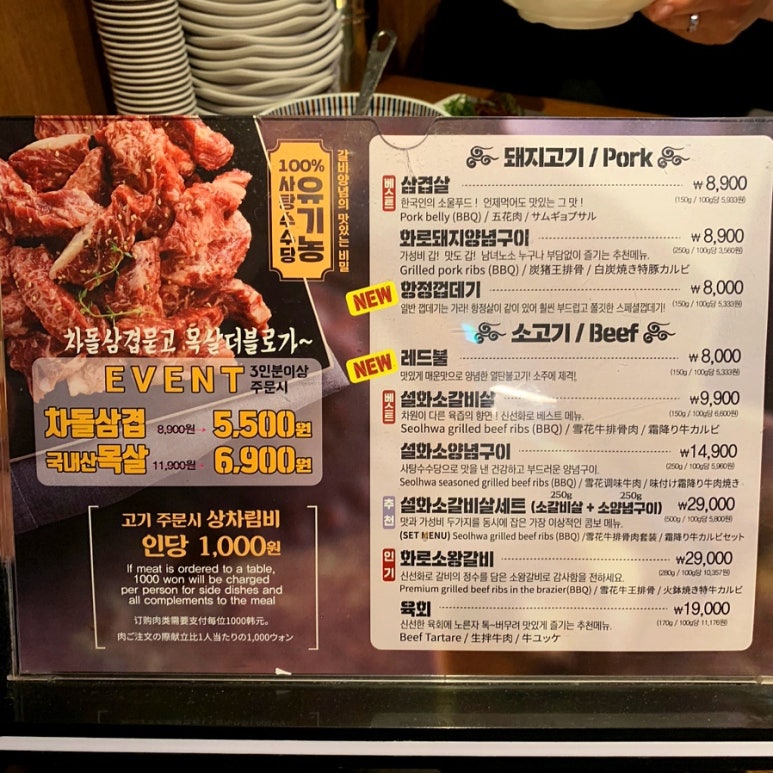 100%
사탕수수당
유기농
갈비양념의 맛있는 비밀
차돌삼겹묻고 목살더블로가~
EVENT 3인분이상 주문시
차돌삼겹 8,900원 → 5,500원
국내산목살 11,900원 → 6,900원
고기 주문시 상차림비
인당 1,000원
If meat is ordered to a table,
1000 won will be charged
per person for side dishes and
all complements to the meal
订购肉类需要支付每位1000韩元。
肉ご注文の際献立比1人当たりの1,000ウォン
돼지고기 / Pork
베스트 삼겹살 ₩8,900
한국인의 소울푸드 ! 언제먹어도 맛있는 그 맛 ! (150g / 100g당 5,933원)
Pork belly (BBQ) / 五花肉 / サムギョプサル
화로돼지양념구이 ₩8,900
가성비 갑! 맛도 갑! 남녀노소 누구나 부담없이 즐기는 추천메뉴. (250g / 100g당 3,560원)
Grilled pork ribs (BBQ) / 炭猪王排骨 / 白炭焼き特豚カルビ
NEW 항정껍데기 ₩8,000
일반 껍데기는 가라! 항정살이 같이 있어 훨씬 부드럽고 쫄깃한 스페셜껍데기! (150g / 100g당 5,333원)
소고기 / Beef
NEW 레드불 ₩8,000
맛있게 매운맛으로 양념한 열탄불고기! 소주에 제격! (150g / 100g당 5,333원)
베스트 설화소갈비살 ₩9,900
차원이 다른 육즙의 향연 ! 신선화로 베스트 메뉴. (150g / 100g당 6,600원)
Seolhwa grilled beef ribs (BBQ) / 雪花牛排骨肉 / 霜降り牛カルビ
설화소양념구이 ₩14,900
사탕수수당으로 맛을 낸 건강하고 부드러운 양념구이. (250g / 100g당 5,960원)
Seolhwa seasoned grilled beef ribs (BBQ) / 雪花调味牛肉 / 味付け霜降り牛肉焼き
추천 설화소갈비살세트 (소갈비살 250g + 소양념구이 250g) ₩29,000
맛과 가성비 두가지를 동시에 잡은 가장 이상적인 콤보 메뉴. (500g / 100g당 5,800원)
(SET MENU) Seolhwa grilled beef ribs (BBQ) / 雪花牛排骨肉套装 / 霜降り牛カルビセット
인기 화로소왕갈비 ₩29,000
신선화로 갈비의 정수를 담은 소왕갈비로 감사함을 전하세요. (280g / 100g당 10,357원)
Premium grilled beef ribs in the brazier(BBQ) / 雪花牛王排骨 / 火鉢焼き特牛カルビ
육회 ₩19,000
신선한 육회에 노른자 톡~버무려 맛있게 즐기는 추천메뉴. (170g / 100g당 11,176원)
Beef Tartare / 生拌牛肉 / 牛ユッケ